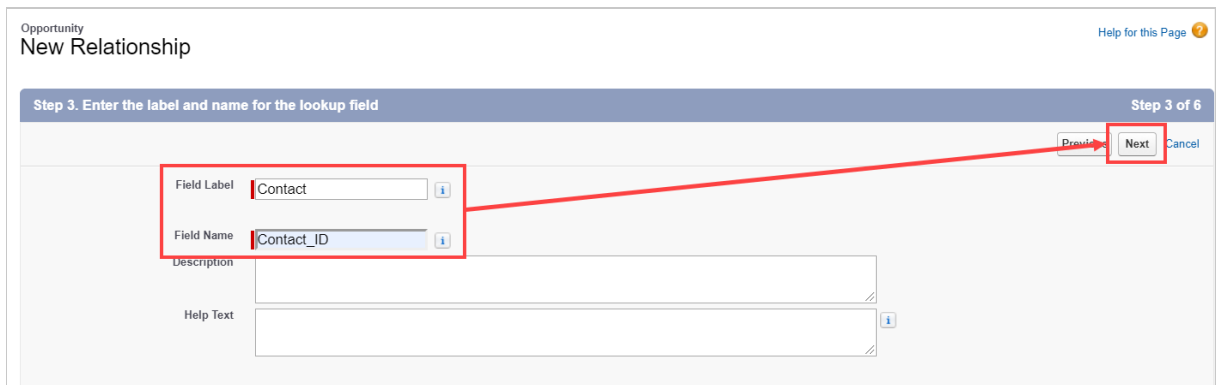 Opportunity
New Relationship
Help for this Page ?
Step 3. Enter the label and name for the lookup field
Step 3 of 6
Previous Next Cancel
Field Label Contact i
Field Name Contact_ID i
Description
Help Text i